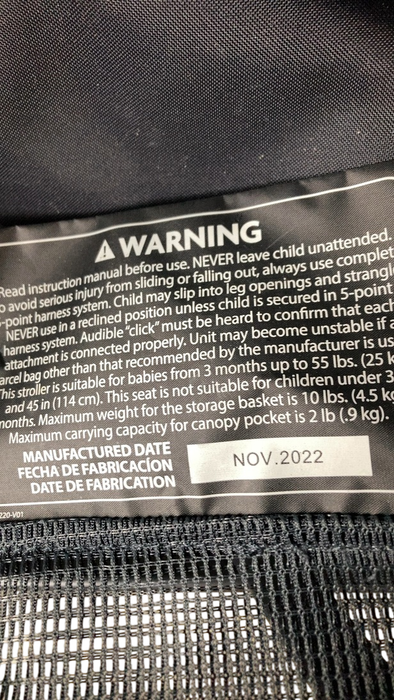 WARNING
Read instruction manual before use. NEVER leave child unattended.
o avoid serious injury from sliding or falling out, always use complet
-point harness system. Child may slip into leg openings and strangl
NEVER use in a reclined position unless child is secured in 5-point
harness system. Audible "click" must be heard to confirm that each
attachment is connected properly. Unit may become unstable if a
arcel bag other than that recommended by the manufacturer is us
This stroller is suitable for babies from 3 months up to 55 lbs. (25 k
and 45 in (114 cm). This seat is not suitable for children under 3
months. Maximum weight for the storage basket is 10 lbs. (4.5 kg
Maximum carrying capacity for canopy pocket is 2 lb (.9 kg).
MANUFACTURED DATE
FECHA DE FABRICACÍON
DATE DE FABRICATION
NOV.2022
220-V01